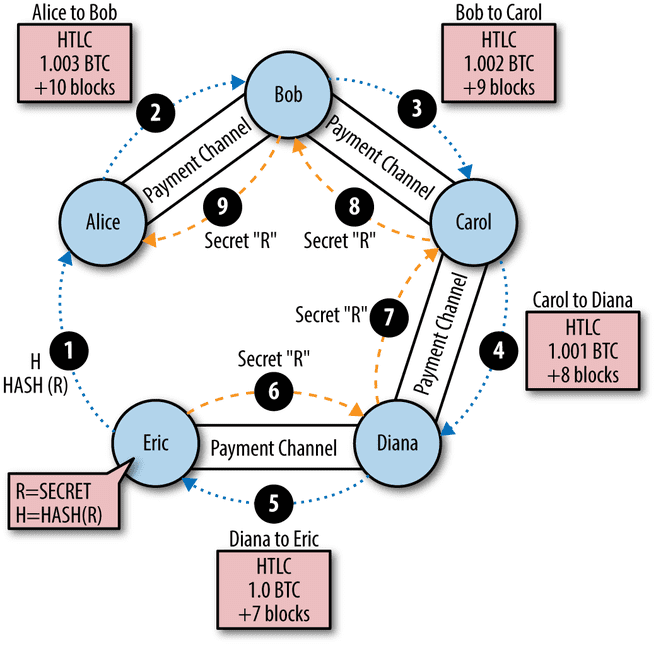 Alice to Bob
HTLC
1.003 BTC
+10 blocks
Bob to Carol
HTLC
1.002 BTC
+9 blocks
2
Bob
3
Payment Channel
Payment Channel
Alice
9
8
Carol
Secret "R"
Secret "R"
Carol to Diana
HTLC
1.001 BTC
+8 blocks
Secret "R"
7
Payment Channel
4
1
H
HASH (R)
Secret "R"
6
Eric
Payment Channel
Diana
R=SECRET
H=HASH(R)
5
Diana to Eric
HTLC
1.0 BTC
+7 blocks